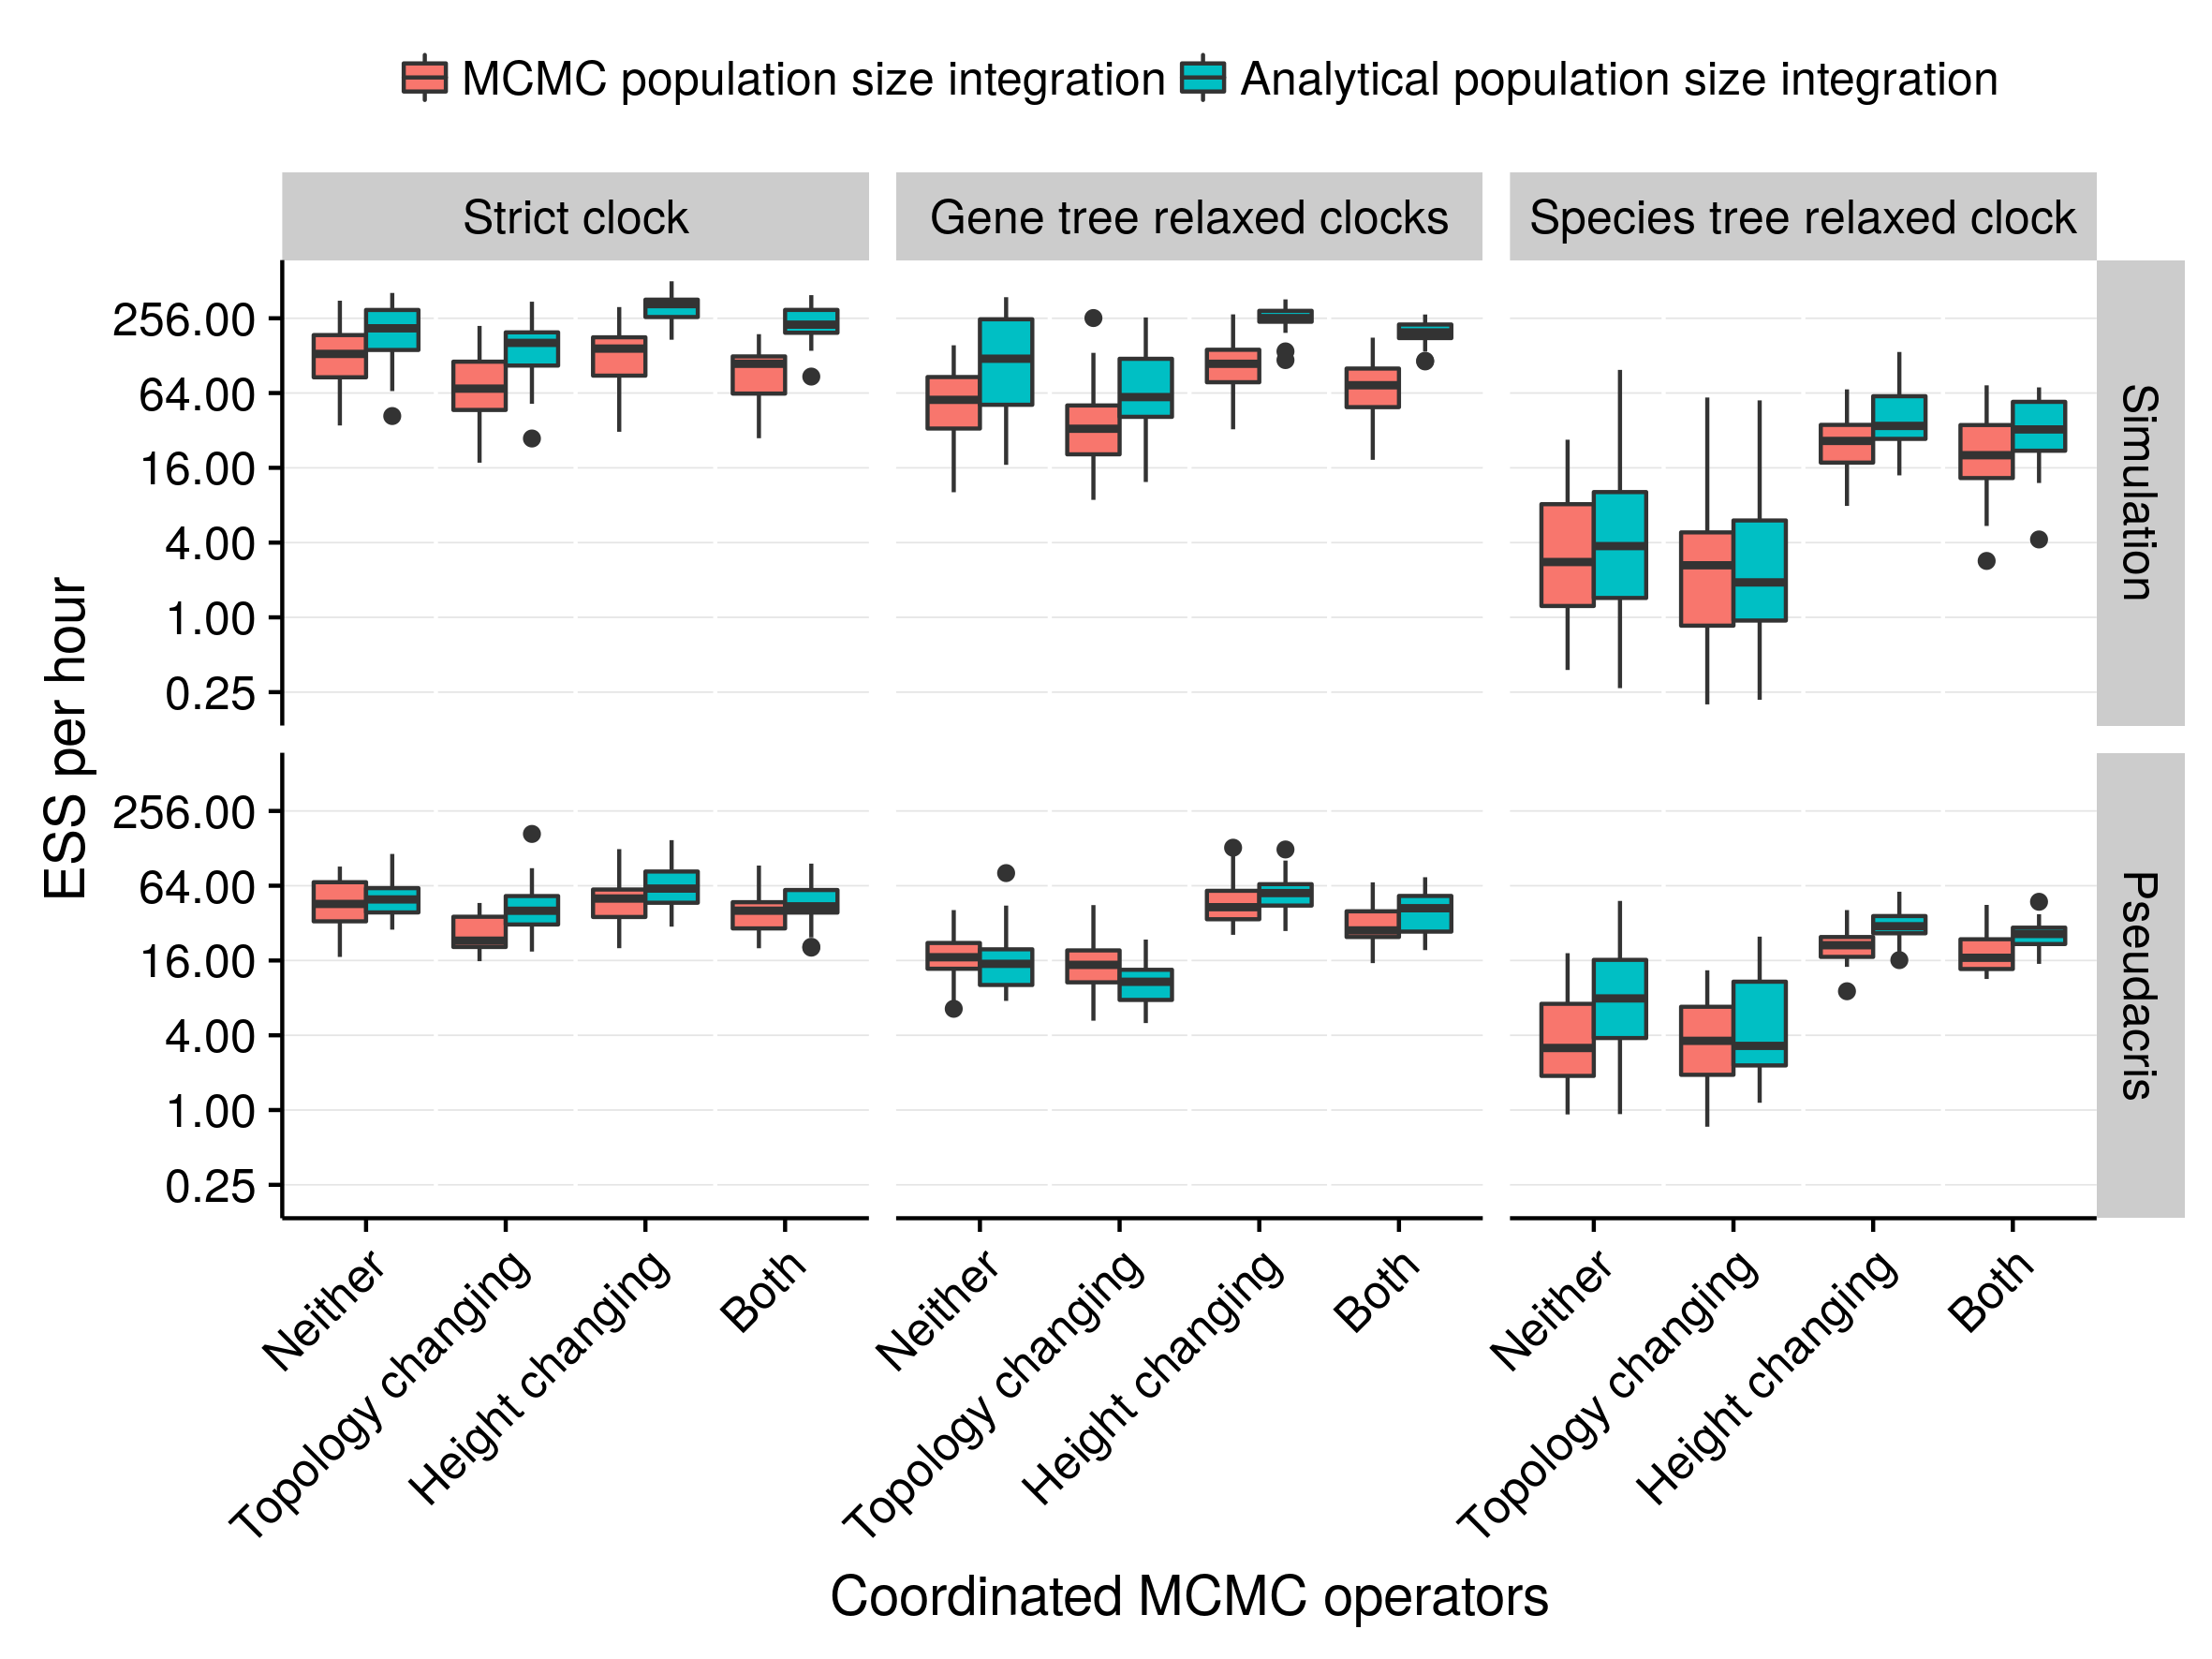 MCMC population size integration Analytical population size integration
Strict clock Gene tree relaxed clocks Species tree relaxed clock
ESS per hour
256.00
64.00
16.00
4.00
1.00
0.25
Simulation
256.00
64.00
16.00
4.00
1.00
0.25
Pseudacris
Neither Topology changing Height changing Both Neither Topology changing Height changing Both Neither Topology changing Height changing Both
Coordinated MCMC operators